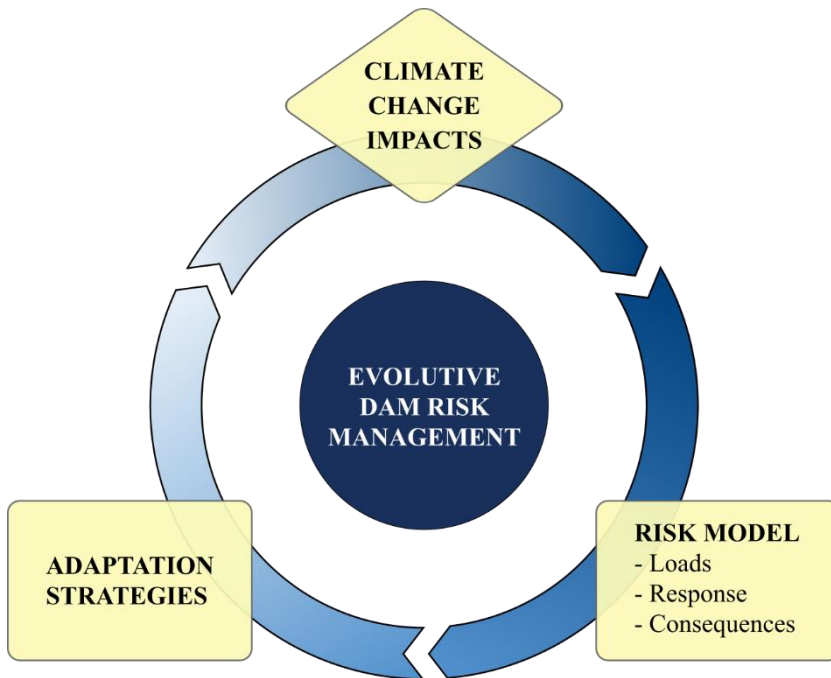 CLIMATE
CHANGE
IMPACTS
EVOLUTIVE
DAM RISK
MANAGEMENT
ADAPTATION
STRATEGIES
RISK MODEL
- Loads
- Response
- Consequences